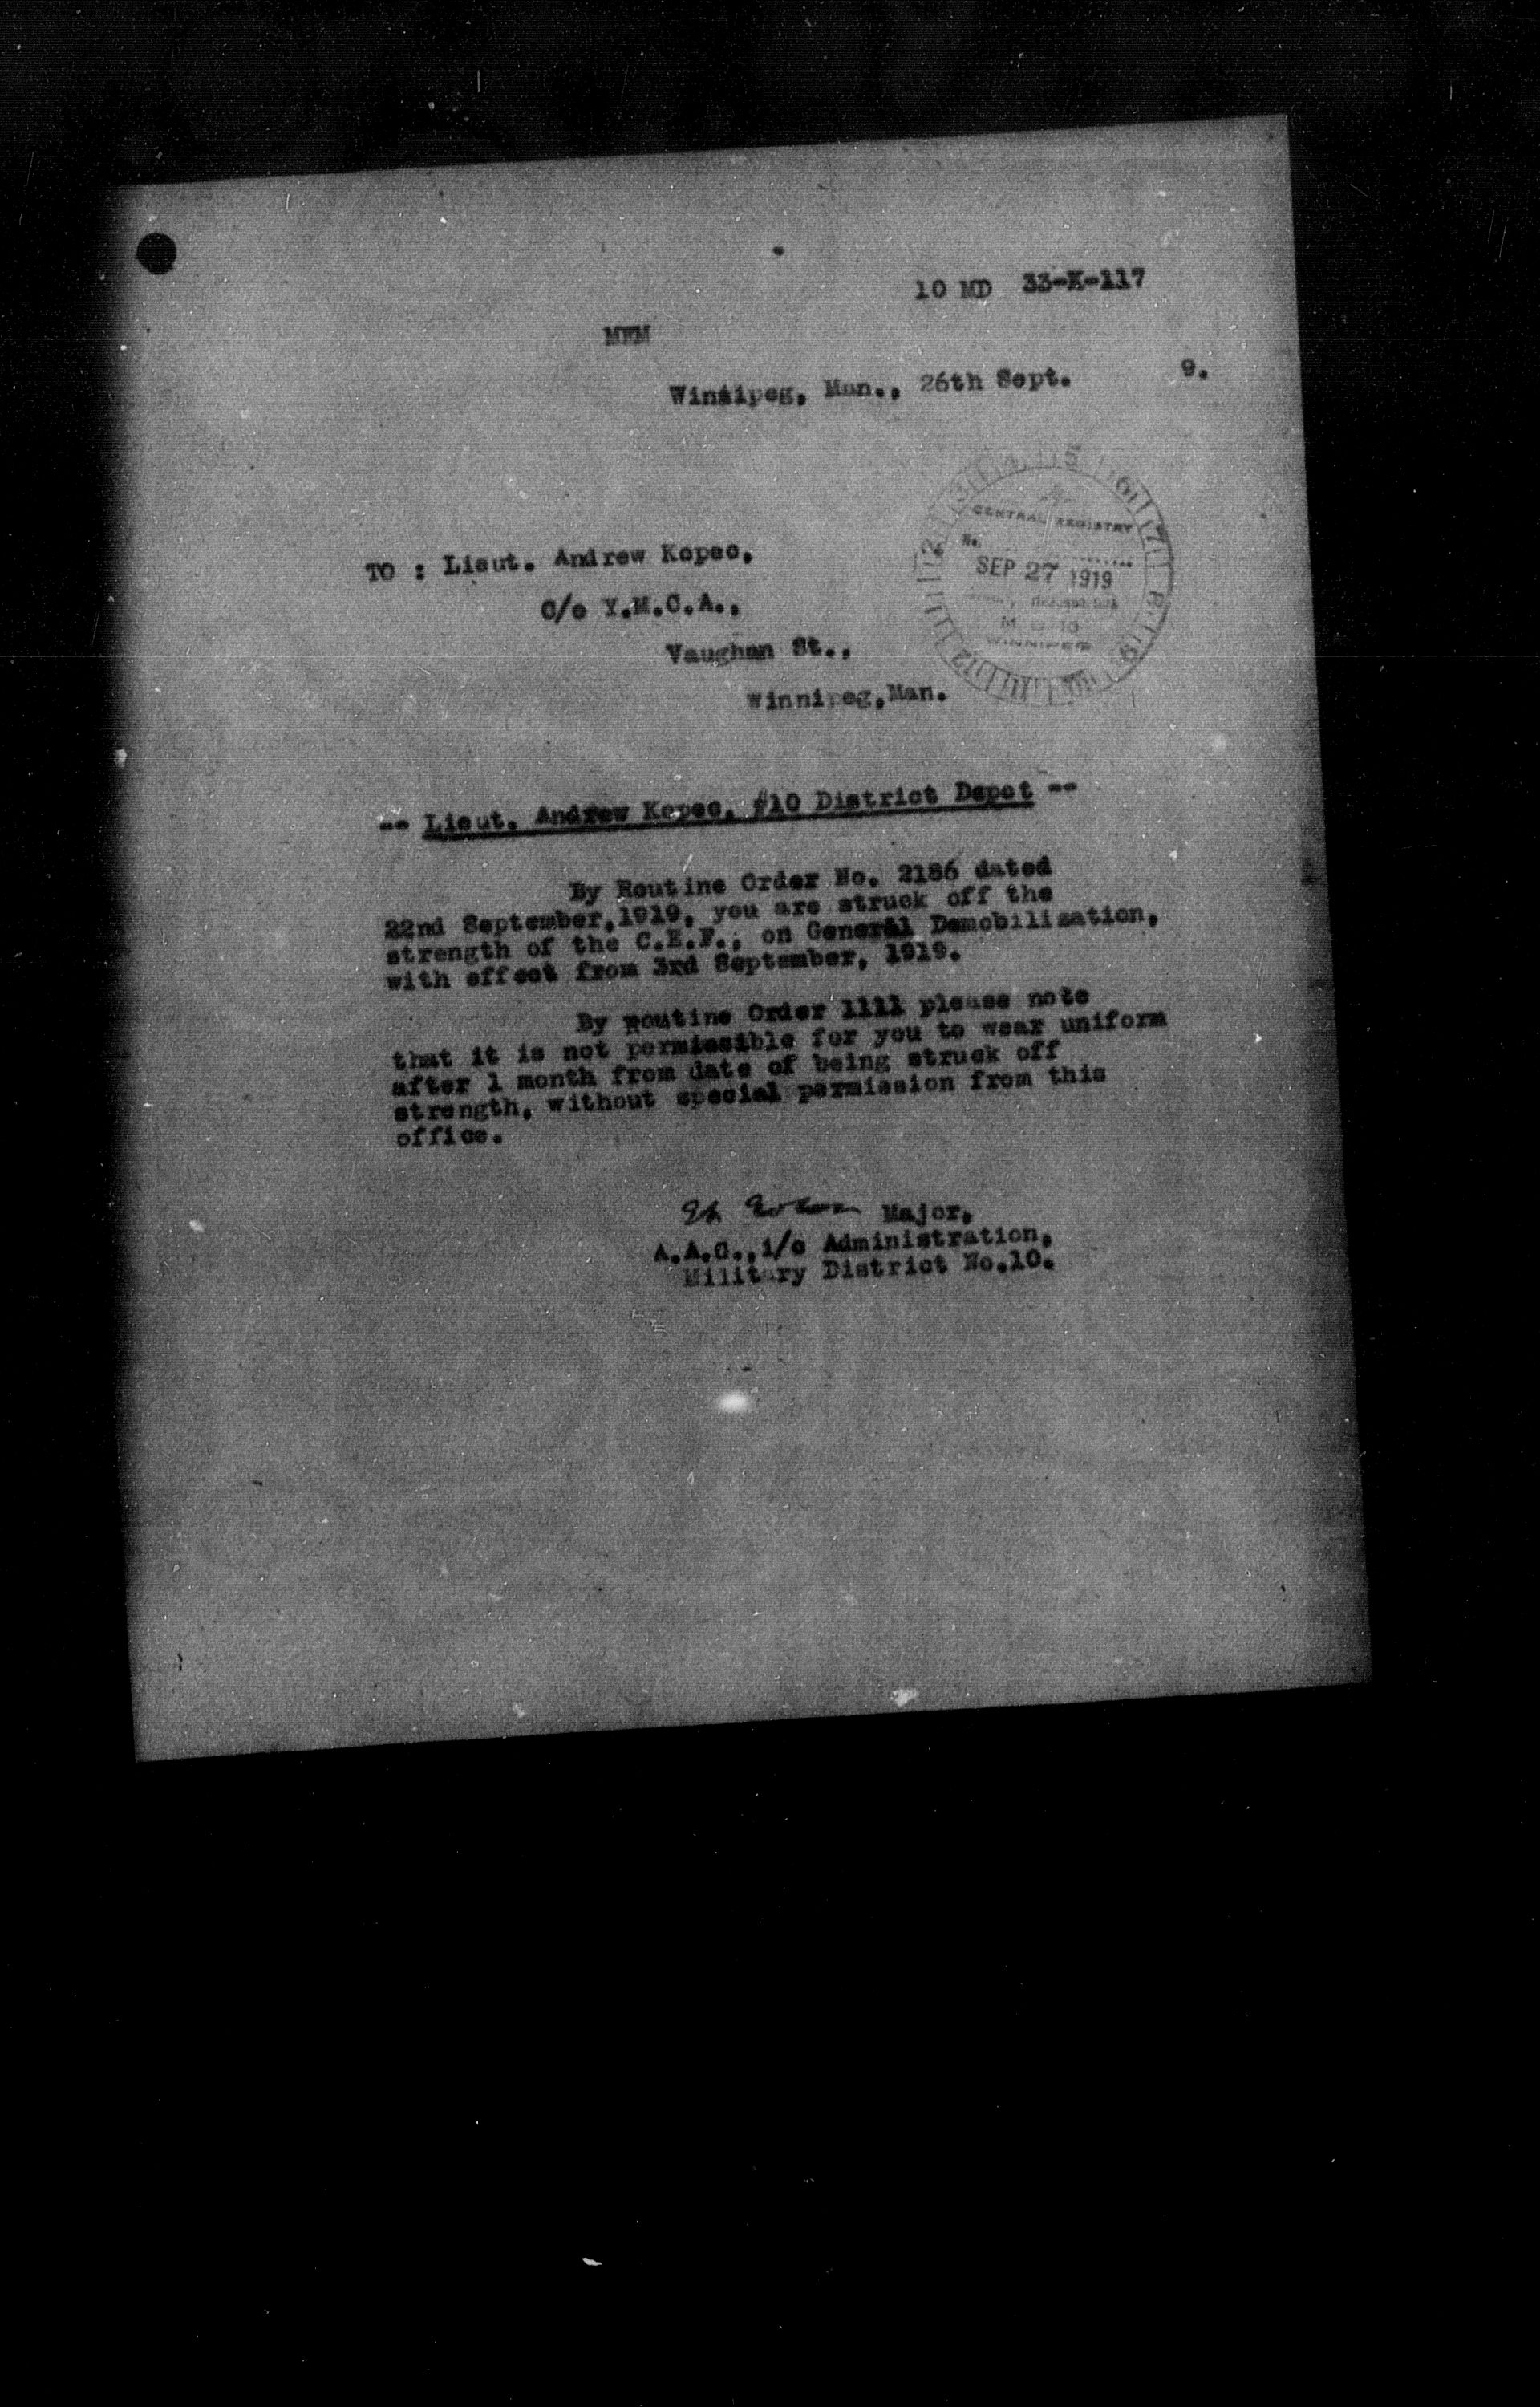 10 MD 33-K-117
MEM
Winnipeg, Man., 26th Sept. 9.
CENTRAL REGISTRY
No.
SEP 27 1919
M D 10
WINNIPEG
TO : Lieut. Andrew Kopec,
C/o Y.M.C.A.,
Vaughan St.,
Winnipeg,Man.
-- Lieut. Andrew Kopec, #10 District Depot --
By Routine Order No. 2186 dated
22nd September,1919, you are struck off the
strength of the C.E.F., on General Demobilization,
with effect from 3rd September, 1919.
By Routine Order 1111 please note
that it is not permissible for you to wear uniform
after 1 month from date of being struck off
strength, without special permission from this
office.
Major,
A.A.G.,i/c Administration,
Military District No.10.